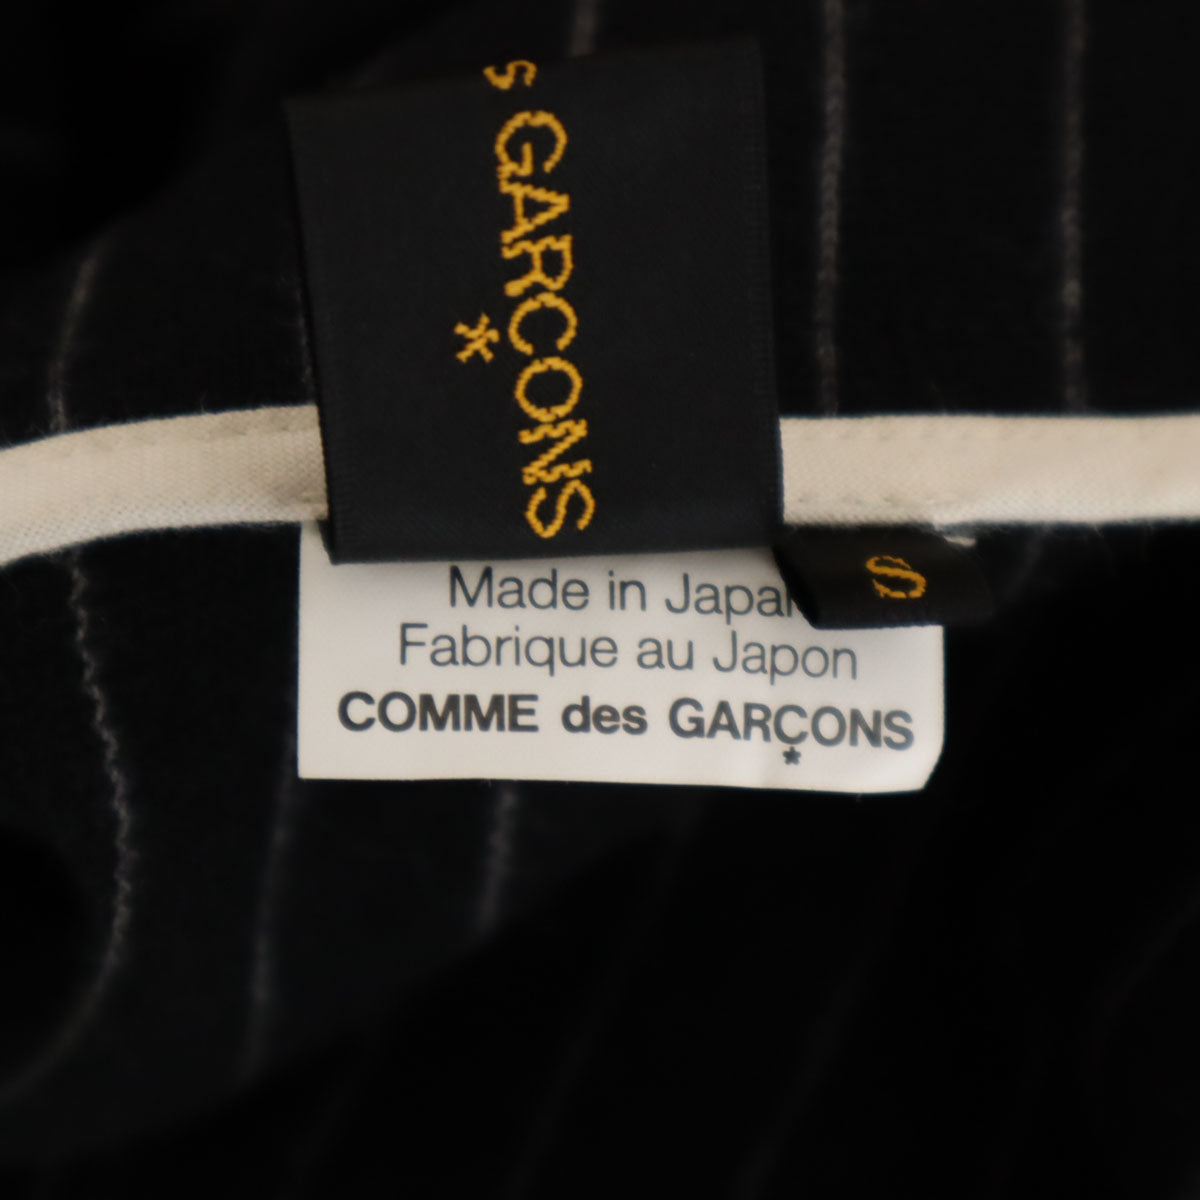 S GARÇONS
*
S
Made in Japan
Fabrique au Japon
COMME des GARÇONS
*